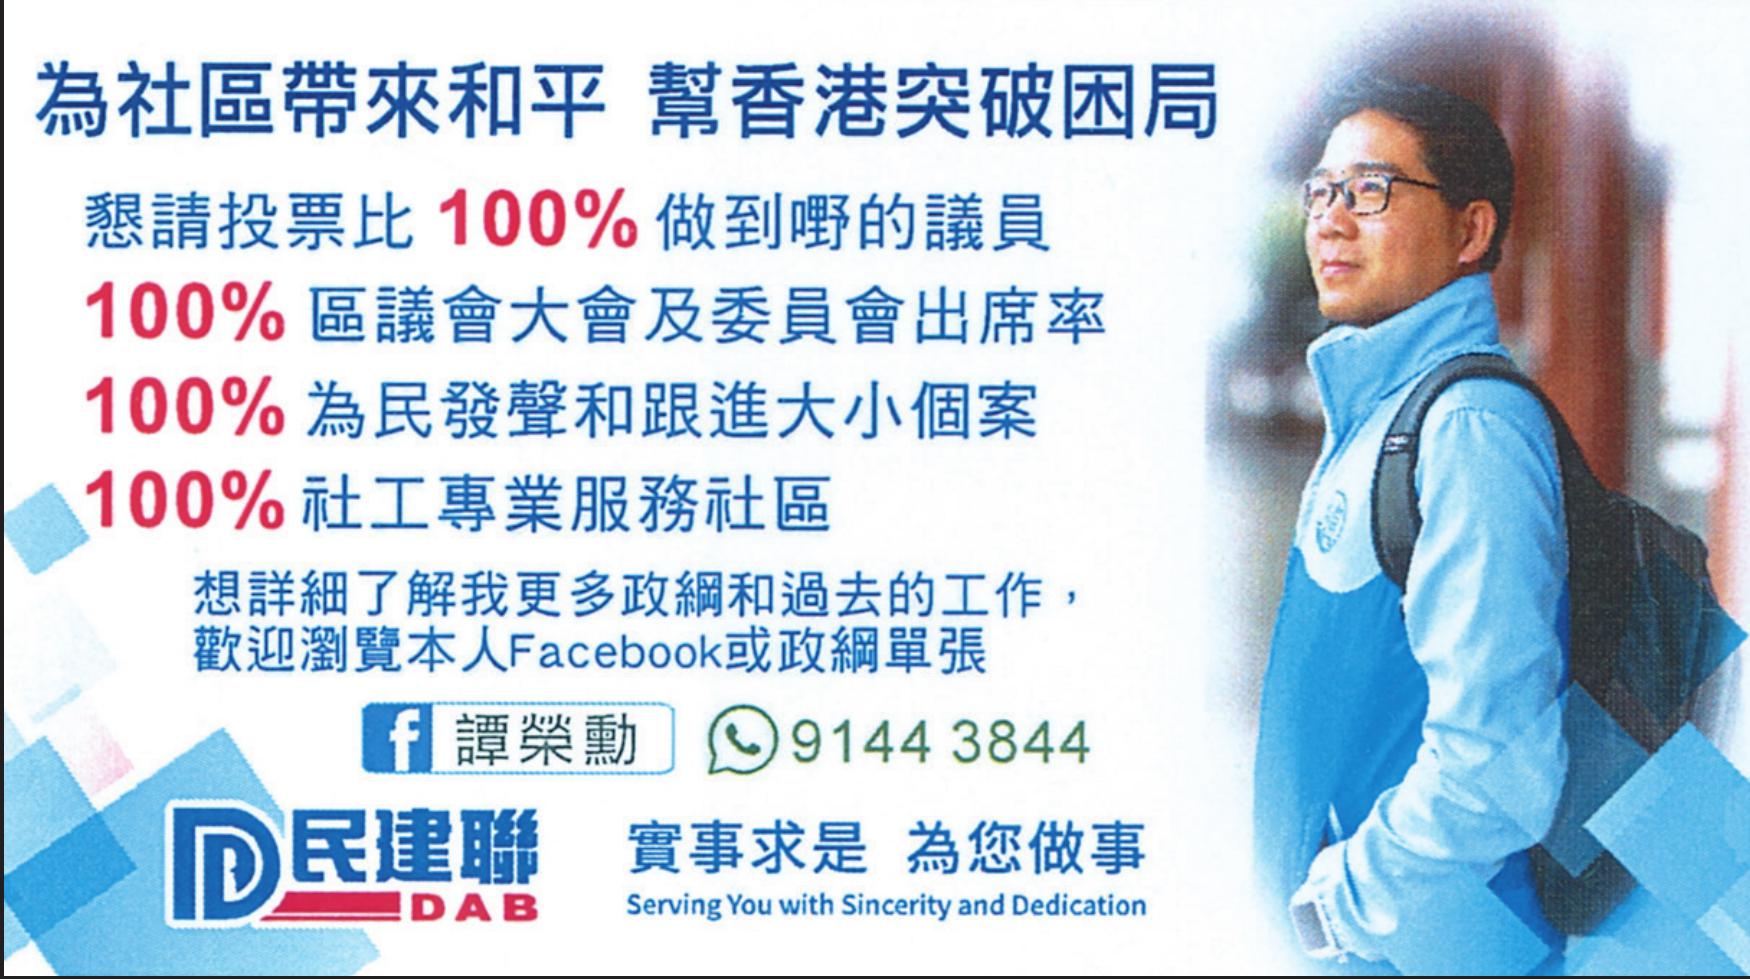 為社區帶來和平 幫香港突破困局
懇請投票比 100% 做到嘢的議員
100% 區議會大會及委員會出席率
100% 為民發聲和跟進大小個案
100% 社工專業服務社區
想詳細了解我更多政綱和過去的工作，
歡迎瀏覽本人Facebook或政綱單張
f 譚榮勳 9144 3844
民建聯 實事求是 為您做事
DAB Serving You with Sincerity and Dedication